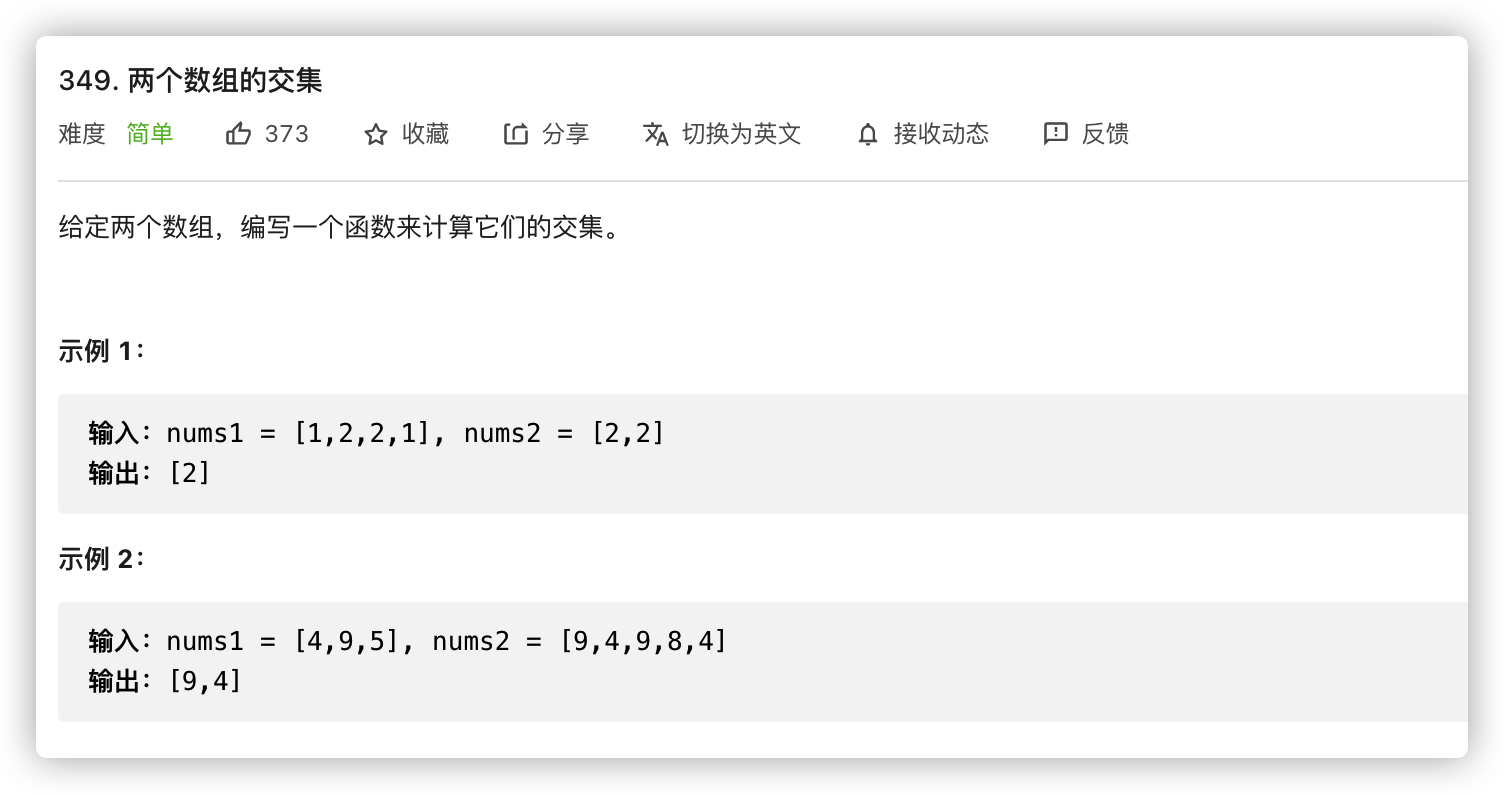 349. 两个数组的交集
难度 简单 373 收藏 分享 切换为英文 接收动态 反馈
给定两个数组，编写一个函数来计算它们的交集。
示例 1：
输入：nums1 = [1,2,2,1], nums2 = [2,2]
输出：[2]
示例 2：
输入：nums1 = [4,9,5], nums2 = [9,4,9,8,4]
输出：[9,4]